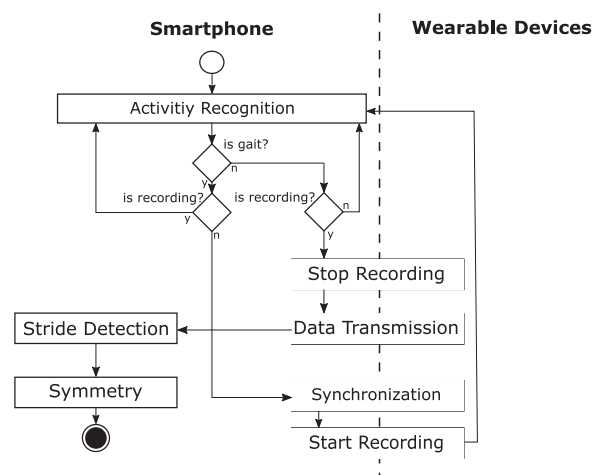 Smartphone
Wearable Devices
Activitiy Recognition
is gait?
y
n
is recording?
y
n
is recording?
n
y
Stop Recording
Stride Detection
Data Transmission
Symmetry
Synchronization
Start Recording